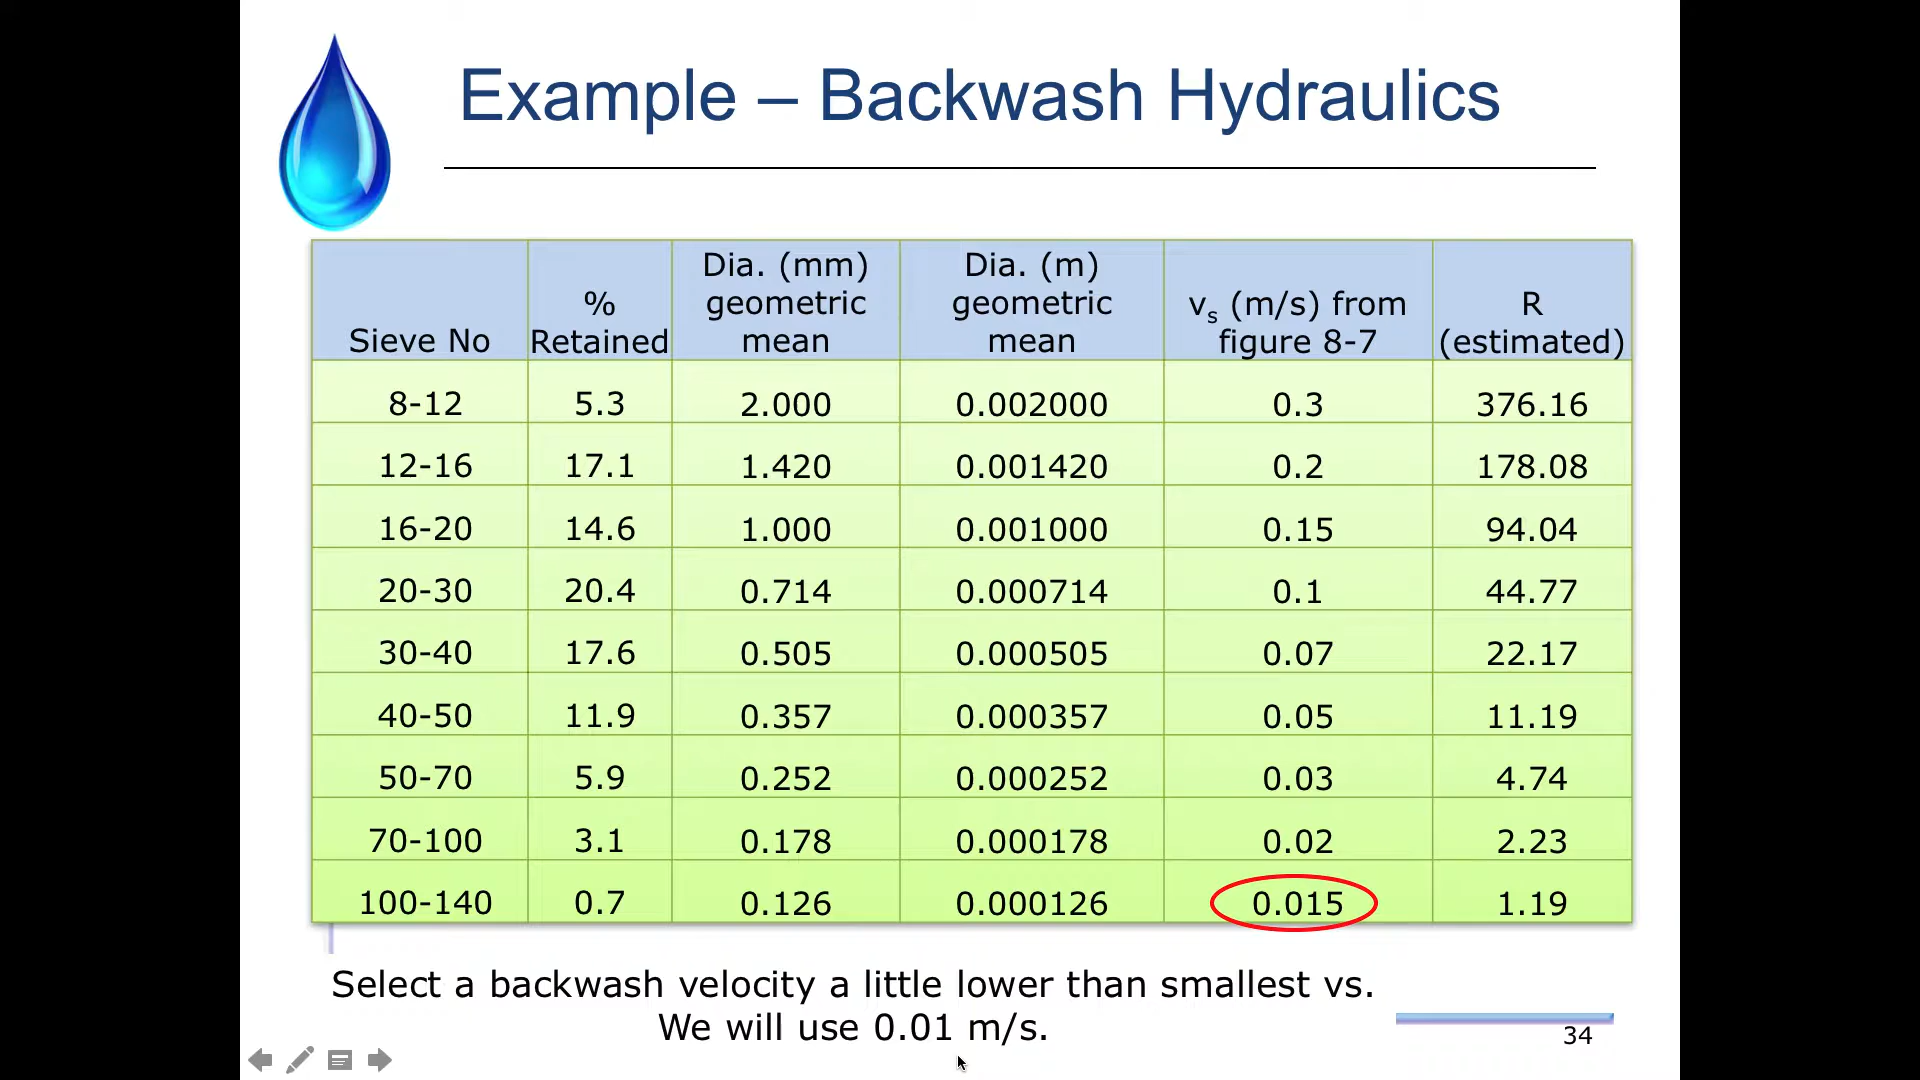 Example – Backwash Hydraulics
Sieve No | % Retained | Dia. (mm) geometric mean | Dia. (m) geometric mean | vs (m/s) from figure 8-7 | R (estimated)
8-12 | 5.3 | 2.000 | 0.002000 | 0.3 | 376.16
12-16 | 17.1 | 1.420 | 0.001420 | 0.2 | 178.08
16-20 | 14.6 | 1.000 | 0.001000 | 0.15 | 94.04
20-30 | 20.4 | 0.714 | 0.000714 | 0.1 | 44.77
30-40 | 17.6 | 0.505 | 0.000505 | 0.07 | 22.17
40-50 | 11.9 | 0.357 | 0.000357 | 0.05 | 11.19
50-70 | 5.9 | 0.252 | 0.000252 | 0.03 | 4.74
70-100 | 3.1 | 0.178 | 0.000178 | 0.02 | 2.23
100-140 | 0.7 | 0.126 | 0.000126 | 0.015 | 1.19
Select a backwash velocity a little lower than smallest vs.
We will use 0.01 m/s.
34